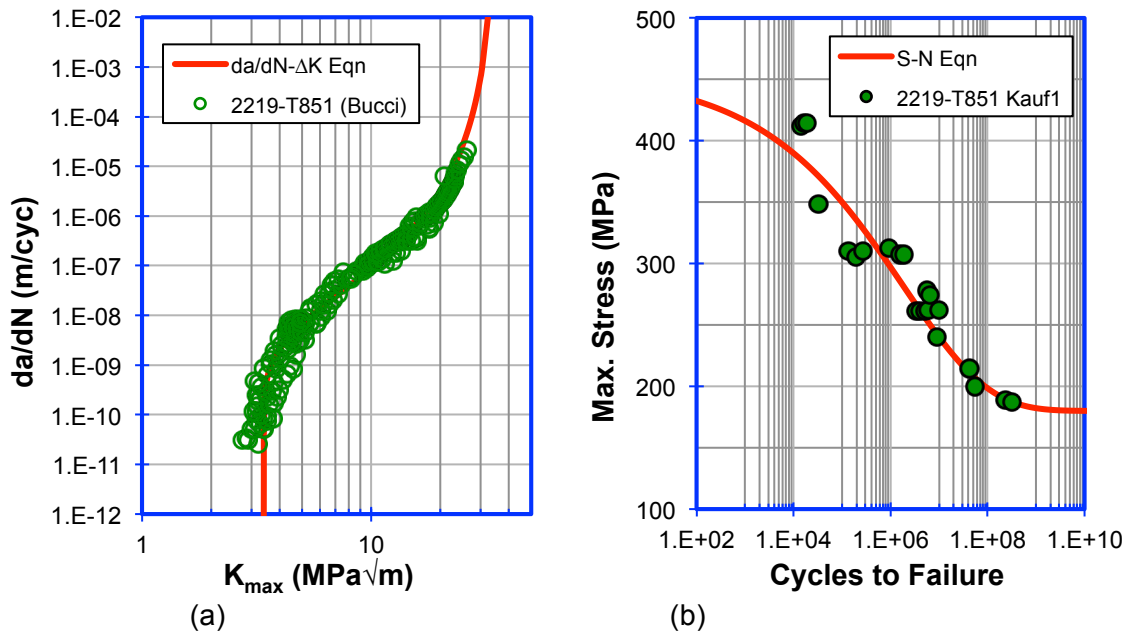 1.E-02
1.E-03
1.E-04
1.E-05
1.E-06
1.E-07
1.E-08
1.E-09
1.E-10
1.E-11
1.E-12
da/dN (m/cyc)
da/dN-ΔK Eqn
2219-T851 (Bucci)
1 10
K_max (MPa√m)
(a)
500
400
300
200
100
Max. Stress (MPa)
S-N Eqn
2219-T851 Kauf1
1.E+02 1.E+04 1.E+06 1.E+08 1.E+10
Cycles to Failure
(b)